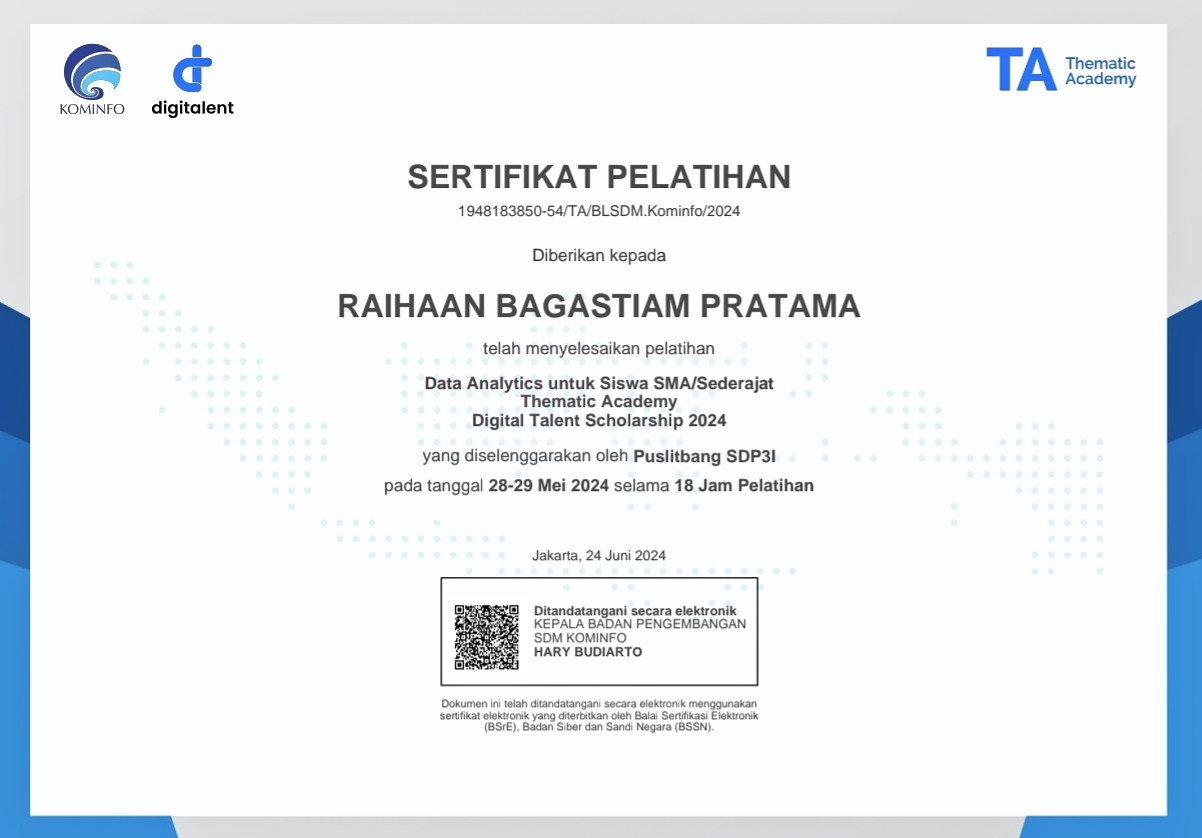 KOMINFO
digitalent
TA Thematic
Academy
SERTIFIKAT PELATIHAN
1948183850-54/TA/BLSDM.Kominfo/2024
Diberikan kepada
RAIHAAN BAGASTIAM PRATAMA
telah menyelesaikan pelatihan
Data Analytics untuk Siswa SMA/Sederajat
Thematic Academy
Digital Talent Scholarship 2024
yang diselenggarakan oleh Puslitbang SDP3I
pada tanggal 28-29 Mei 2024 selama 18 Jam Pelatihan
Jakarta, 24 Juni 2024
Ditandatangani secara elektronik
KEPALA BADAN PENGEMBANGAN
SDM KOMINFO
HARY BUDIARTO
Dokumen ini telah ditandatangani secara elektronik menggunakan
sertifikat elektronik yang diterbitkan oleh Balai Sertifikasi Elektronik
(BSrE), Badan Siber dan Sandi Negara (BSSN).